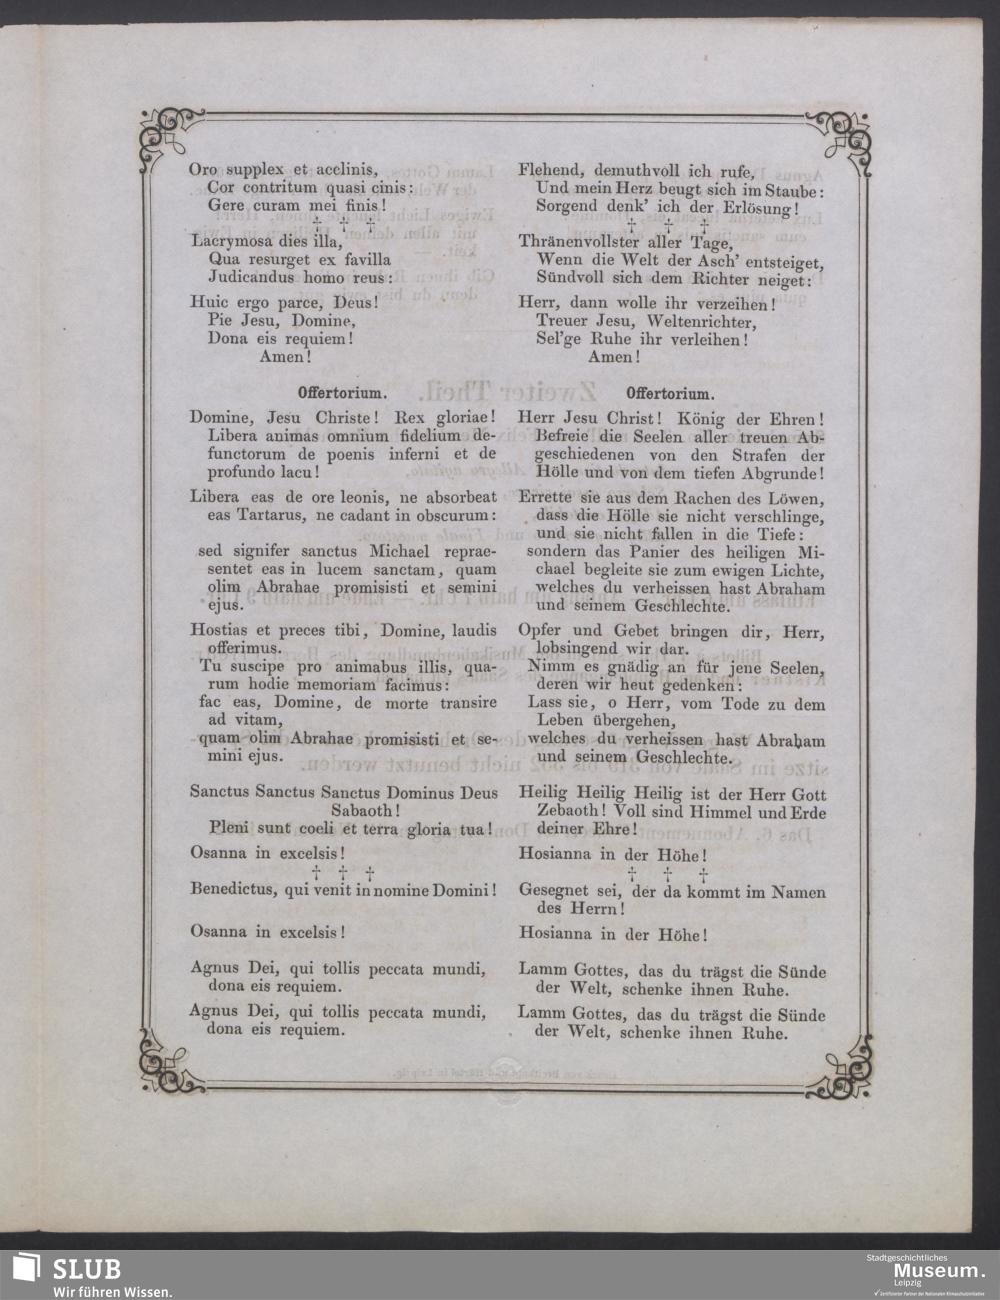 Oro supplex et acclinis,
Cor contritum quasi cinis:
Gere curam mei finis!
† † †
Lacrymosa dies illa,
Qua resurget ex favilla
Judicandus homo reus:
Huic ergo parce, Deus!
Pie Jesu, Domine,
Dona eis requiem!
Amen!
Offertorium.
Domine, Jesu Christe! Rex gloriae!
Libera animas omnium fidelium de-
functorum de poenis inferni et de
profundo lacu!
Libera eas de ore leonis, ne absorbeat
eas Tartarus, ne cadant in obscurum:
sed signifer sanctus Michael reprae-
sentet eas in lucem sanctam, quam
olim Abrahae promisisti et semini
ejus.
Hostias et preces tibi, Domine, laudis
offerimus.
Tu suscipe pro animabus illis, qua-
rum hodie memoriam facimus:
fac eas, Domine, de morte transire
ad vitam,
quam olim Abrahae promisisti et se-
mini ejus.
Sanctus Sanctus Sanctus Dominus Deus
Sabaoth!
Pleni sunt coeli et terra gloria tua!
Osanna in excelsis!
† † †
Benedictus, qui venit in nomine Domini!
Osanna in excelsis!
Agnus Dei, qui tollis peccata mundi,
dona eis requiem.
Agnus Dei, qui tollis peccata mundi,
dona eis requiem.
Flehend, demuthvoll ich rufe,
Und mein Herz beugt sich im Staube:
Sorgend denk' ich der Erlösung!
† † †
Thränenvollster aller Tage,
Wenn die Welt der Asch' entsteiget,
Sündvoll sich dem Richter neiget:
Herr, dann wolle ihr verzeihen!
Treuer Jesu, Weltenrichter,
Sel'ge Ruhe ihr verleihen!
Amen!
Offertorium.
Herr Jesu Christ! König der Ehren!
Befreie die Seelen aller treuen Ab-
geschiedenen von den Strafen der
Hölle und von dem tiefen Abgrunde!
Errette sie aus dem Rachen des Löwen,
dass die Hölle sie nicht verschlinge,
und sie nicht fallen in die Tiefe:
sondern das Panier des heiligen Mi-
chael begleite sie zum ewigen Lichte,
welches du verheissen hast Abraham
und seinem Geschlechte.
Opfer und Gebet bringen dir, Herr,
lobsingend wir dar.
Nimm es gnädig an für jene Seelen,
deren wir heut gedenken:
Lass sie, o Herr, vom Tode zu dem
Leben übergehen,
welches du verheissen hast Abraham
und seinem Geschlechte.
Heilig Heilig Heilig ist der Herr Gott
Zebaoth! Voll sind Himmel und Erde
deiner Ehre!
Hosianna in der Höhe!
† † †
Gesegnet sei, der da kommt im Namen
des Herrn!
Hosianna in der Höhe!
Lamm Gottes, das du trägst die Sünde
der Welt, schenke ihnen Ruhe.
Lamm Gottes, das du trägst die Sünde
der Welt, schenke ihnen Ruhe.
SLUB
Wir führen Wissen.
Stadtgeschichtliches
Museum.
Leipzig
Zertifizierter Partner der Nationalen Klimaschutzinitiative